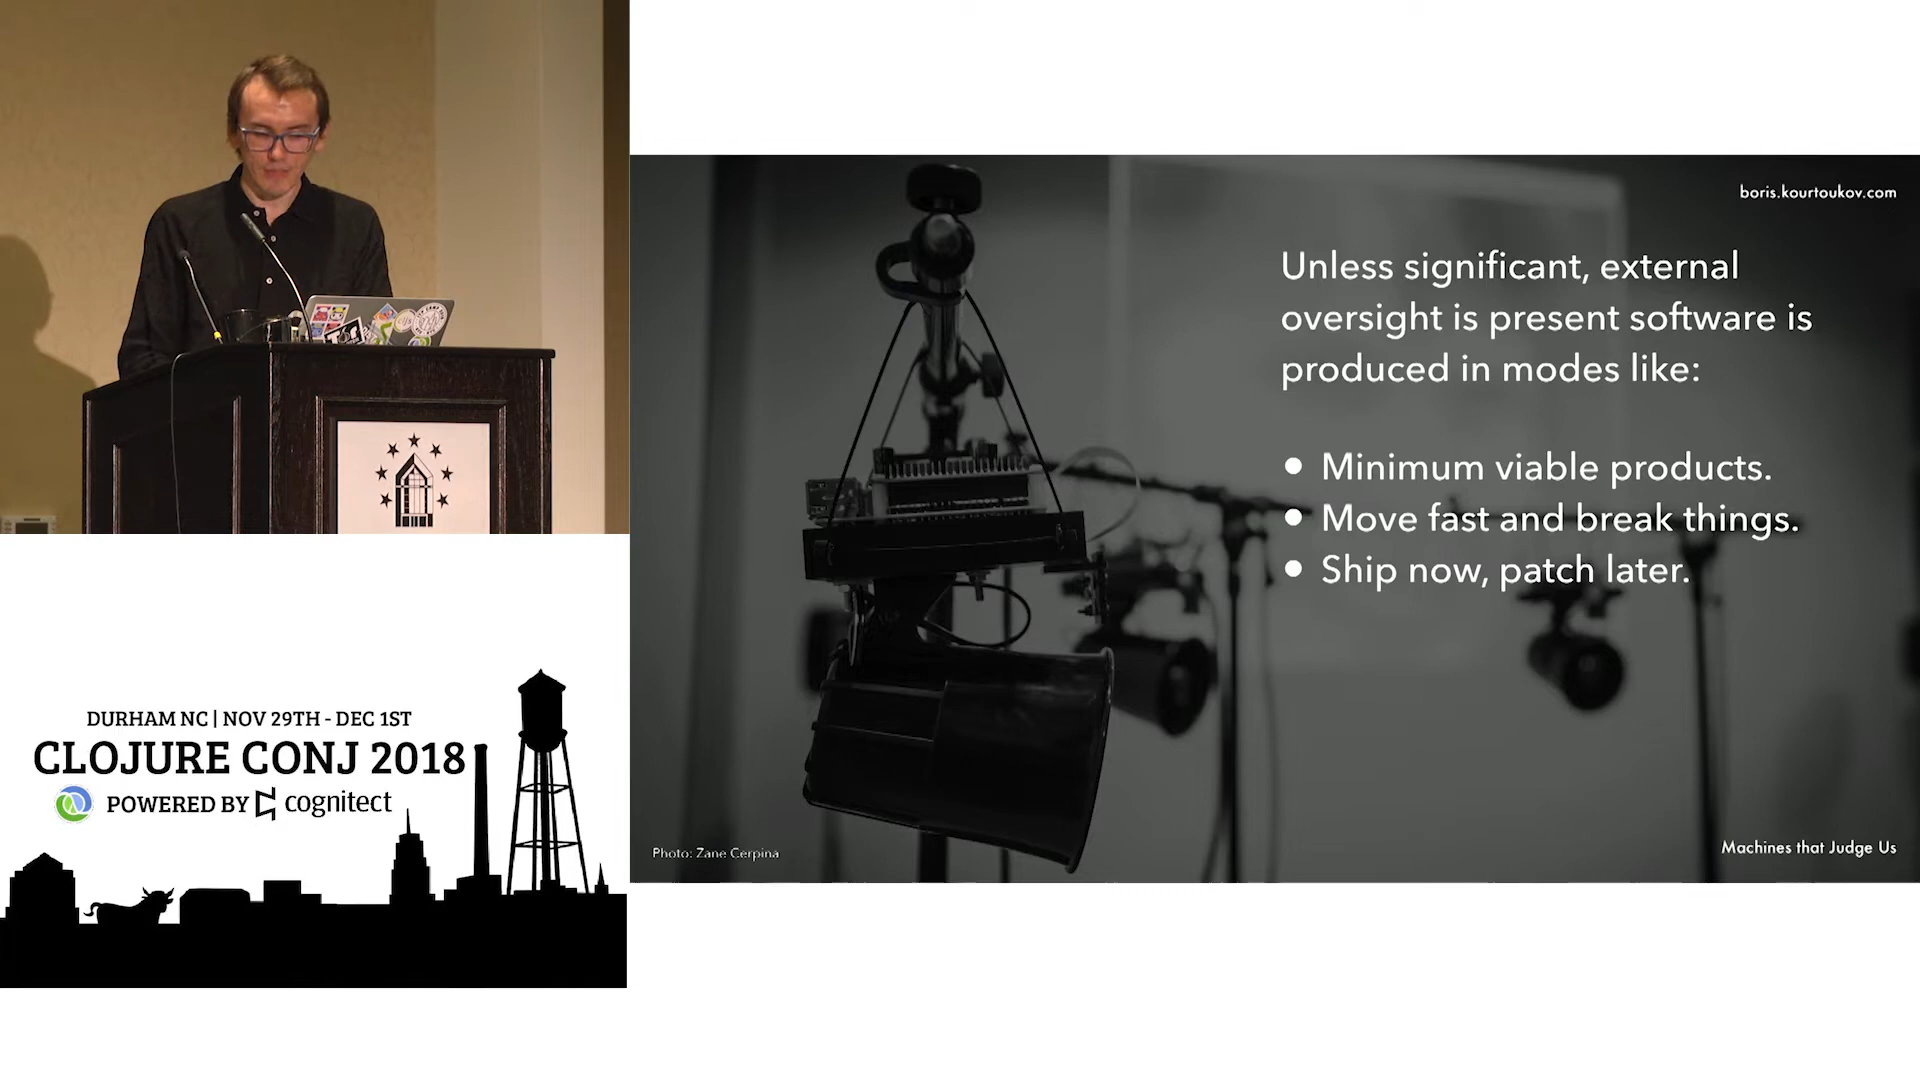 boris.kourtoukov.com
Unless significant, external
oversight is present software is
produced in modes like:
● Minimum viable products.
● Move fast and break things.
● Ship now, patch later.
Photo: Zane Cerpina
Machines that Judge Us
DURHAM NC | NOV 29TH - DEC 1ST
CLOJURE CONJ 2018
POWERED BY cognitect